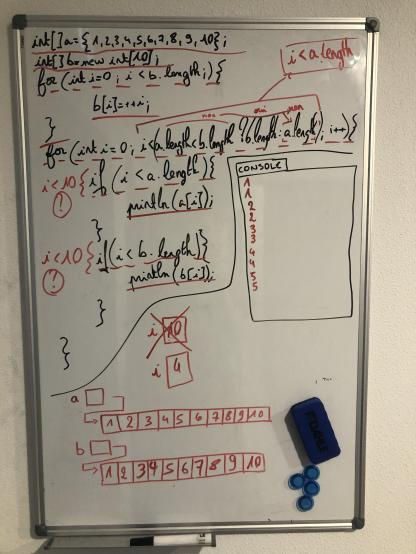 int[] a = {1,2,3,4,5,6,7,8,9,10};
int[] b = new int[10];
for (int i=0; i < b.length;){
i < a.length
b[i]=++i;
non oui non
}
for (int i=0; i<(a.length<b.length ? b.length : a.length); i++){
i<10 { if (i < a.length){
?
println(a[i]);
}
i<10 { if(i < b.length){
?
println(b[i]);
}
}
CONSOLE
1
1
2
2
3
3
4
4
5
5
i 10
i 4
a
1 2 3 4 5 6 7 8 9 10
b
1 2 3 4 5 6 7 8 9 10